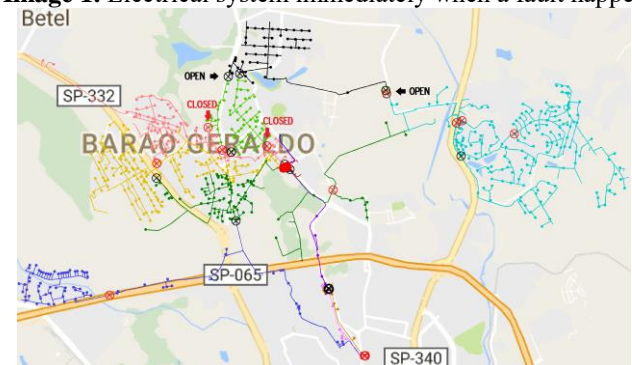 Image 1. Electrical system immediately when a fault happe
Betel
OPEN
OPEN
SP-332
CLOSED
CLOSED
BARAO GERALDO
SP-065
SP-340